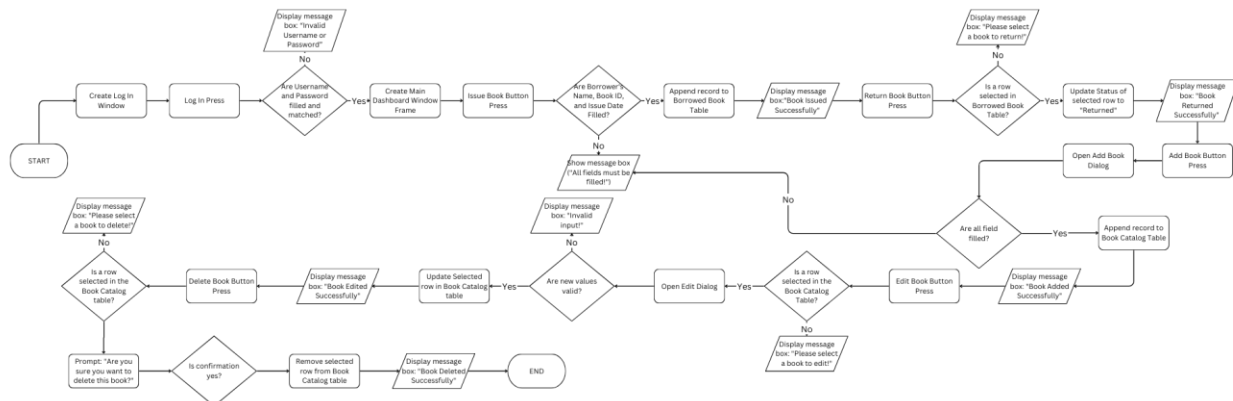 START
Create Log In
Window
Log In Press
Display message
box: "Invalid
Username or
Password"
No
Are Username
and Password
filled and
matched?
Yes
Create Main
Dashboard Window
Frame
Issue Book Button
Press
Are Borrower's
Name, Book ID,
and Issue Date
Filled?
Yes
No
Show message box
("All fields must be
filled!")
Append record to
Borrowed Book
Table
Display message
box:"Book Issued
Successfully"
Return Book Button
Press
Display message
box: "Please select
a book to return!"
No
Is a row
selected in
Borrowed Book
Table?
Yes
Update Status of
selected row to
"Returned"
Display message
box: "Book
Returned
Successfully"
Add Book Button
Press
Open Add Book
Dialog
Are all field
filled?
No
Yes
Append record to
Book Catalog Table
Display message
box: "Book Added
Successfully"
Edit Book Button
Press
Is a row
selected in the
Book Catalog
Table?
No
Display message
box: "Please select
a book to edit!"
Yes
Open Edit Dialog
Are new values
valid?
No
Display message
box: "Invalid
input!"
Yes
Update Selected
row in Book Catalog
table
Display message
box: "Book Edited
Successfully"
Delete Book Button
Press
Is a row
selected in the
Book Catalog
table?
No
Display message
box: "Please select
a book to delete!"
Prompt: "Are you
sure you want to
delete this book?"
Is confirmation
yes?
Remove selected
row from Book
Catalog table
Display message
box: "Book Deleted
Successfully"
END